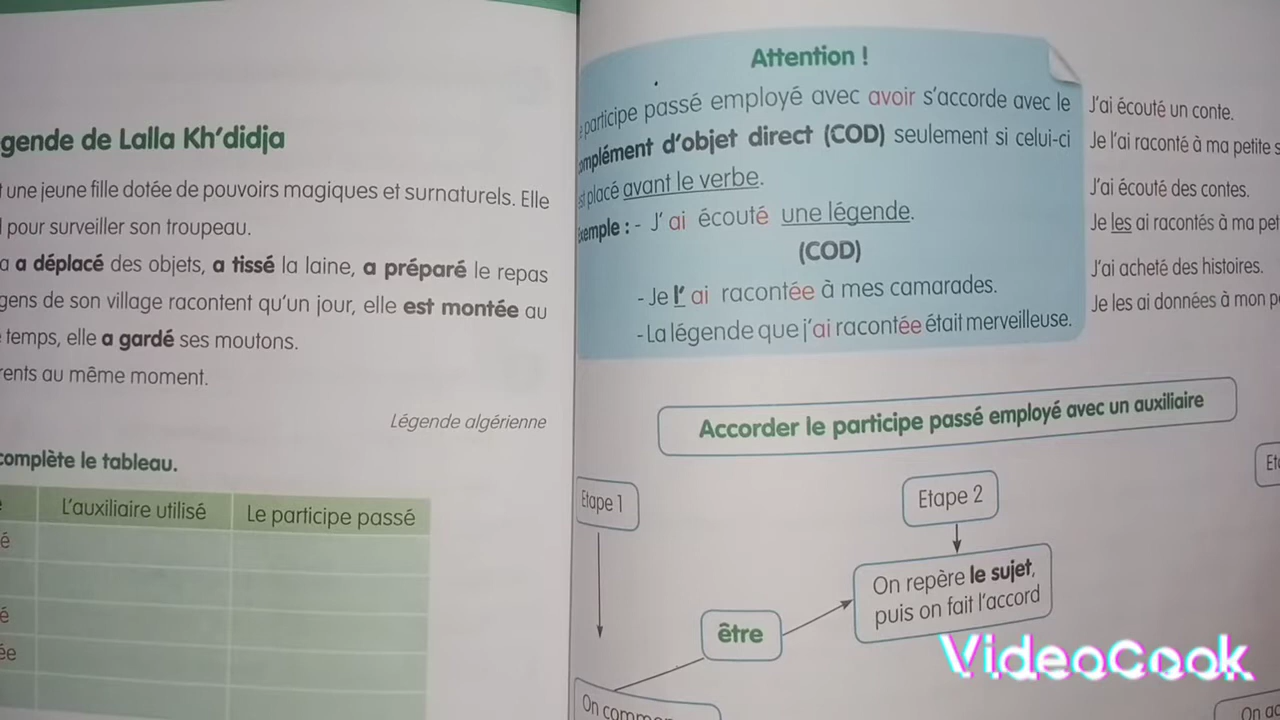 gende de Lalla Kh'didja
une jeune fille dotée de pouvoirs magiques et surnaturels. Elle
pour surveiller son troupeau.
a déplacé des objets, a tissé la laine, a préparé le repas
gens de son village racontent qu'un jour, elle est montée au
temps, elle a gardé ses moutons.
rents au même moment.
Légende algérienne
complète le tableau.
L'auxiliaire utilisé
Le participe passé
é
é
ée
Attention !
participe passé employé avec avoir s'accorde avec le
mplément d'objet direct (COD) seulement si celui-ci
st placé avant le verbe.
xemple : - J' ai écouté une légende.
(COD)
- Je l' ai racontée à mes camarades.
- La légende que j'ai racontée était merveilleuse.
J'ai écouté un conte.
Je l'ai raconté à ma petite s
J'ai écouté des contes.
Je les ai racontés à ma pet
J'ai acheté des histoires.
Je les ai données à mon p
Accorder le participe passé employé avec un auxiliaire
Etape 1
Etape 2
Et
On repère le sujet,
puis on fait l'accord
être
On comm
On a
VideoCook